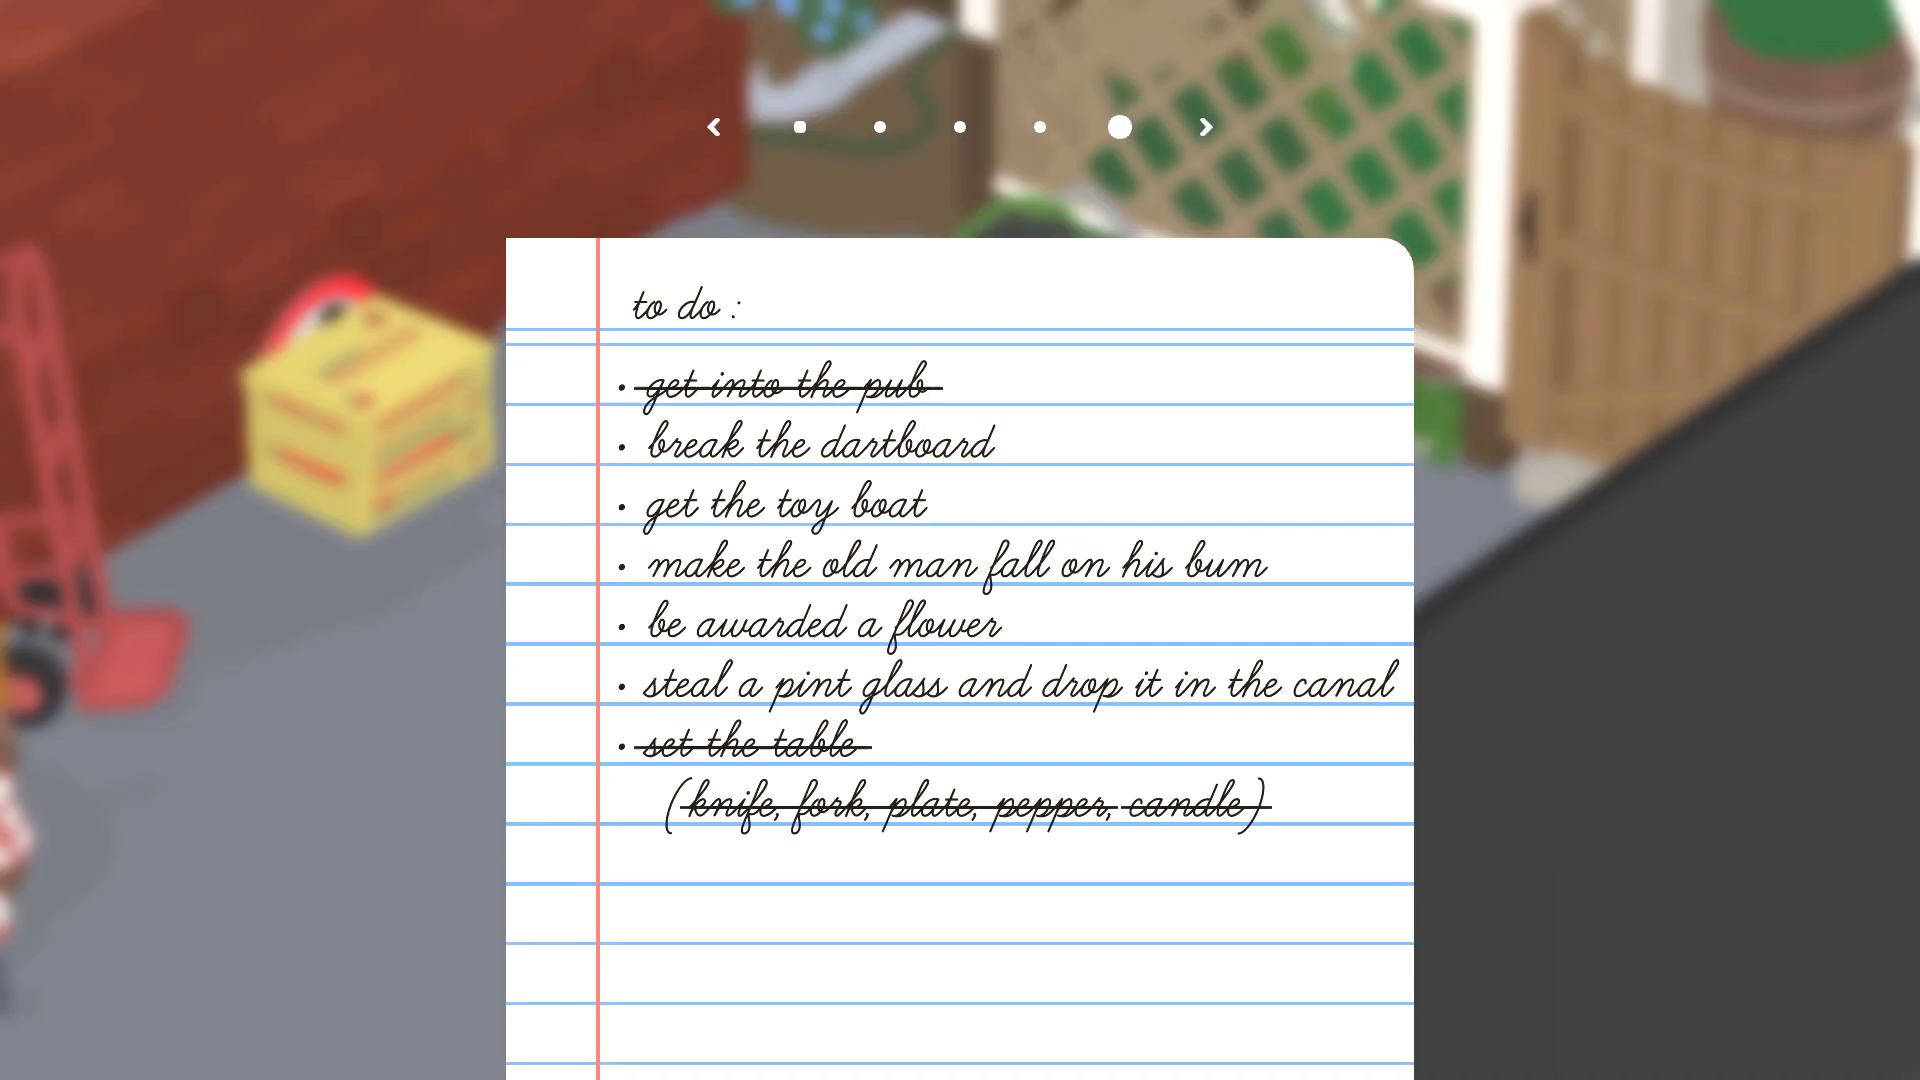 to do :
• get into the pub
• break the dartboard
• get the toy boat
• make the old man fall on his bum
• be awarded a flower
• steal a pint glass and drop it in the canal
• set the table
(knife, fork, plate, pepper, candle)